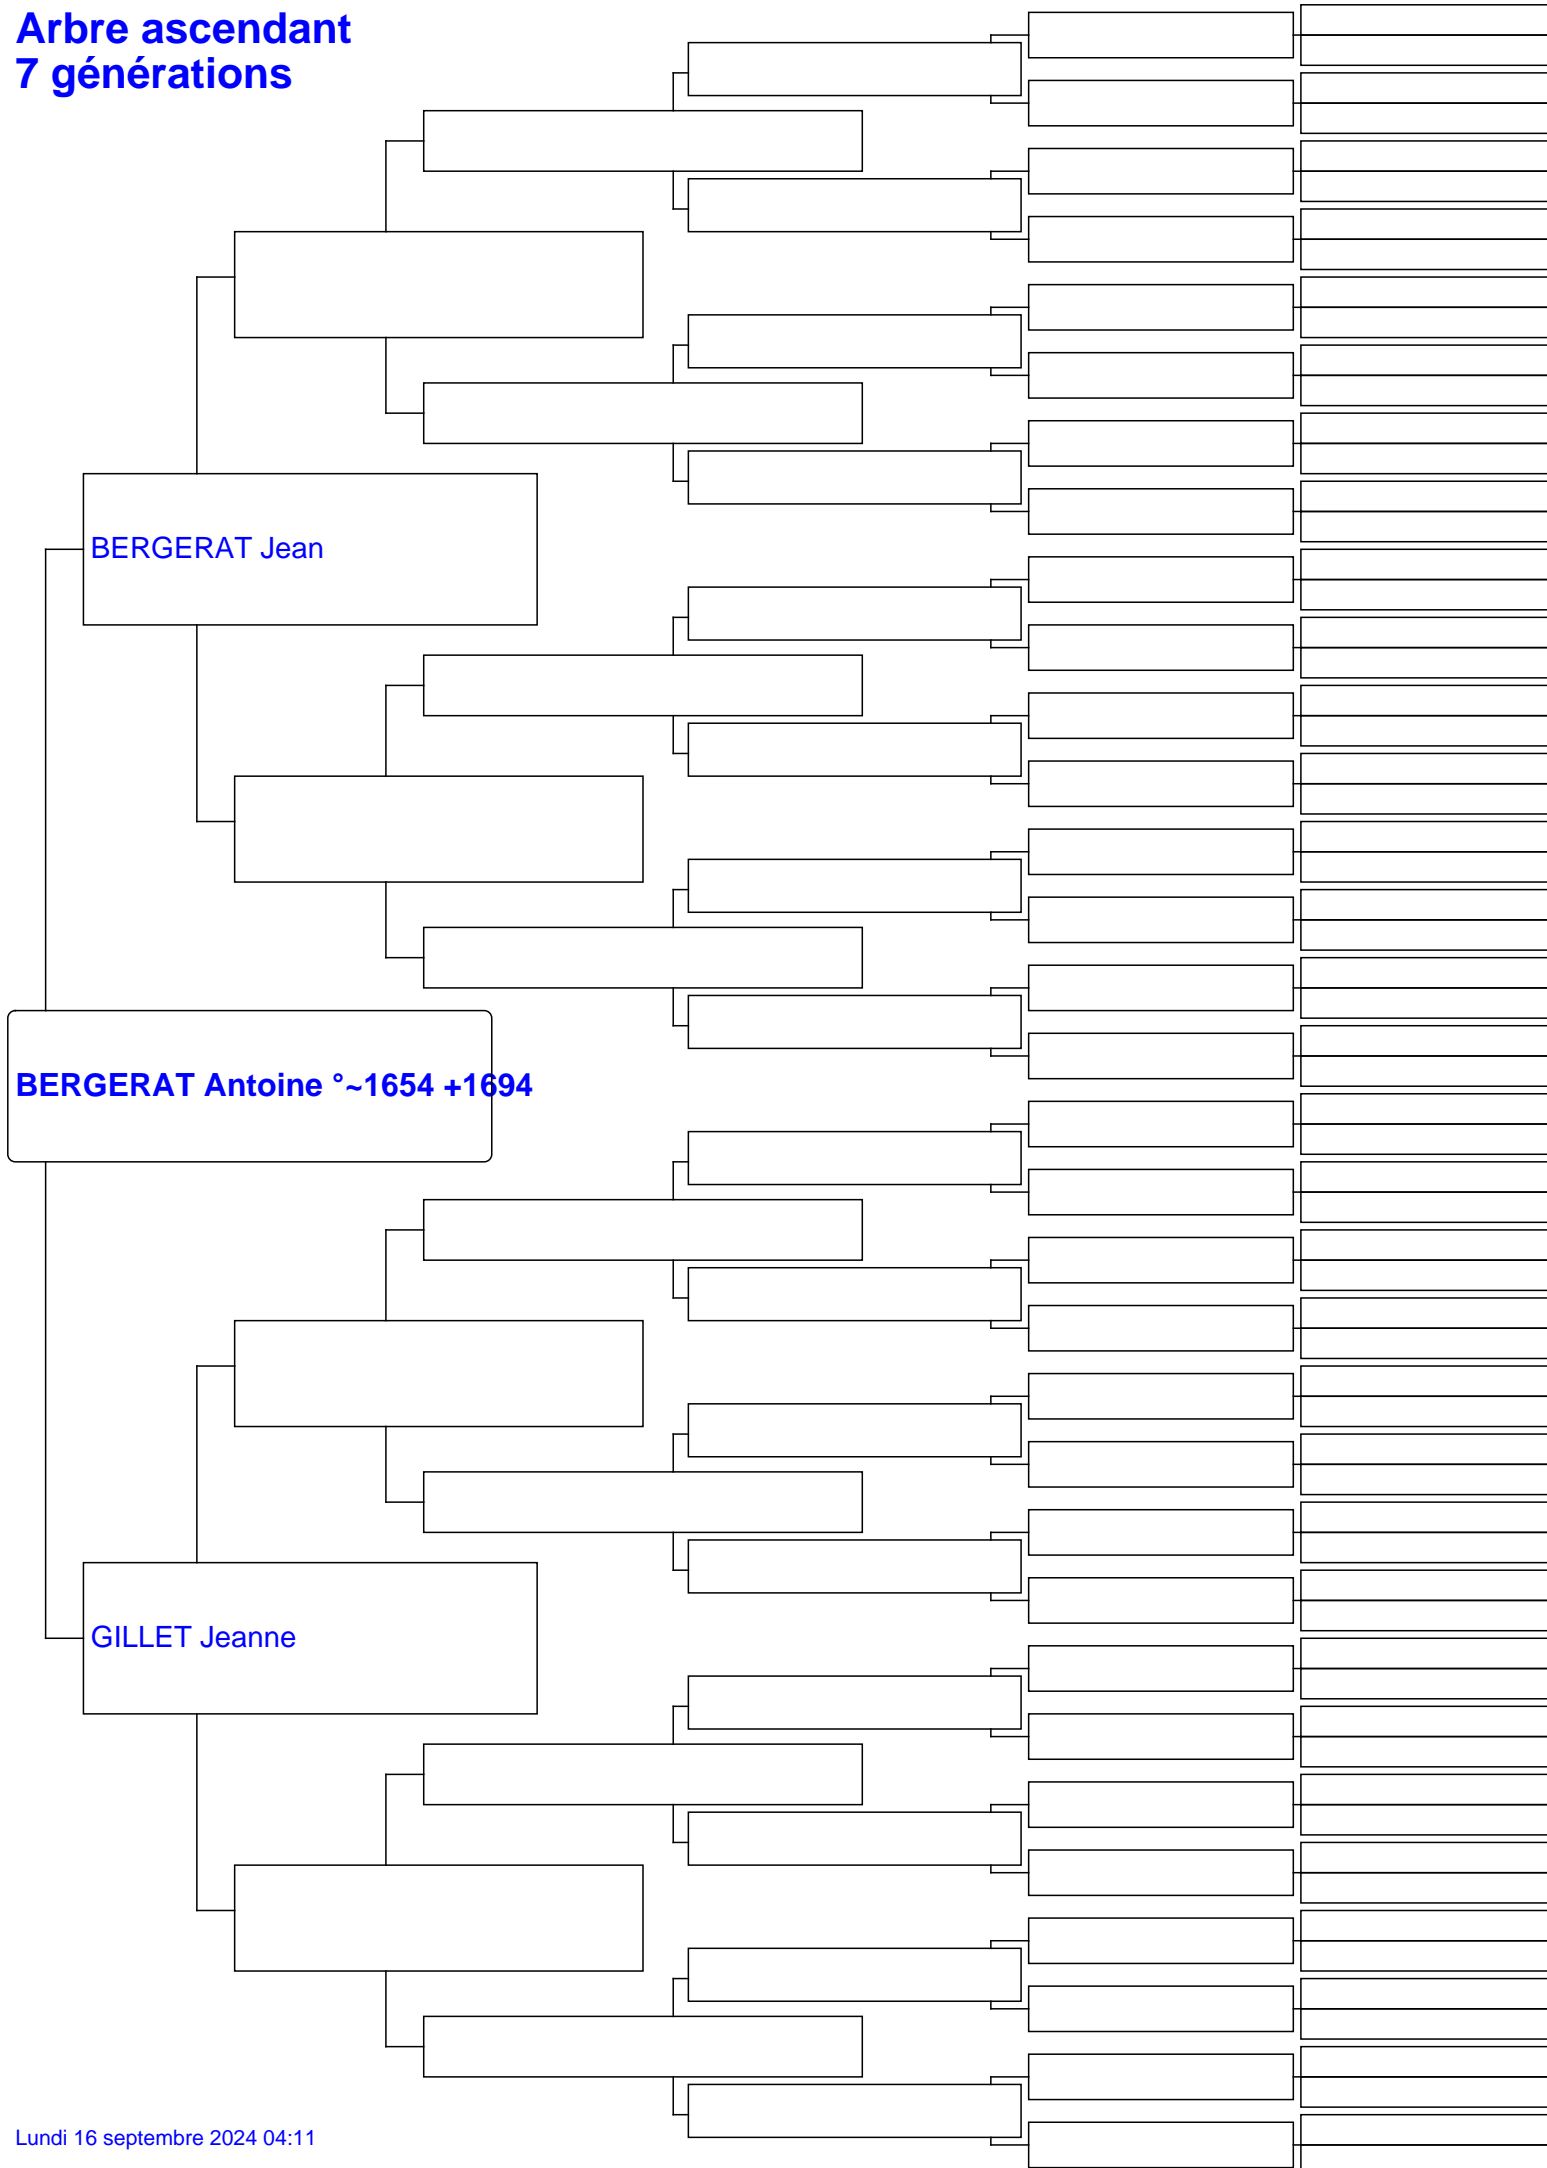 Arbre ascendant
7 générations
BERGERAT Jean
BERGERAT Antoine °~1654 +1694
GILLET Jeanne
Lundi 16 septembre 2024 04:11